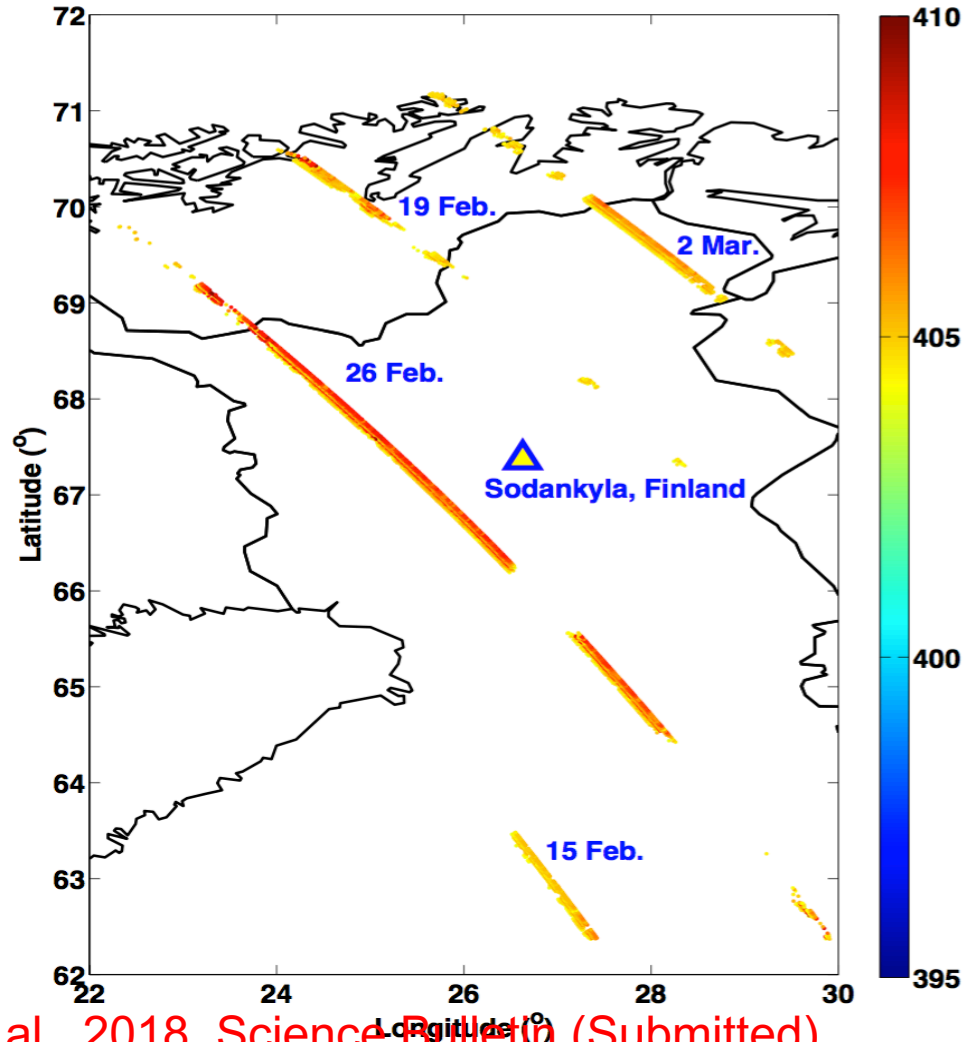 72
71
70
69
68
67
66
65
64
63
62
Latitude (o)
19 Feb.
2 Mar.
26 Feb.
Sodankyla, Finland
15 Feb.
22 24 26 28 30
Longitude (o)
410
405
400
395
al., 2018, Science Bulletin (Submitted)